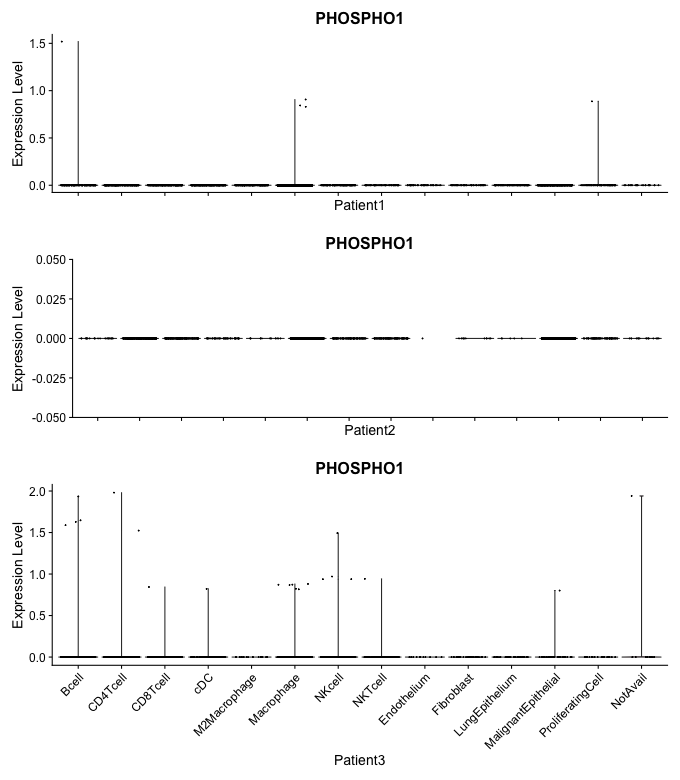 PHOSPHO1
Expression Level
1.5
1.0
0.5
0.0
Patient1
PHOSPHO1
Expression Level
0.050
0.025
0.000
-0.025
-0.050
Patient2
PHOSPHO1
Expression Level
2.0
1.5
1.0
0.5
0.0
Bcell
CD4Tcell
CD8Tcell
cDC
M2Macrophage
Macrophage
NKcell
NKTcell
Endothelium
Fibroblast
LungEpithelium
MalignantEpithelial
ProliferatingCell
NotAvail
Patient3